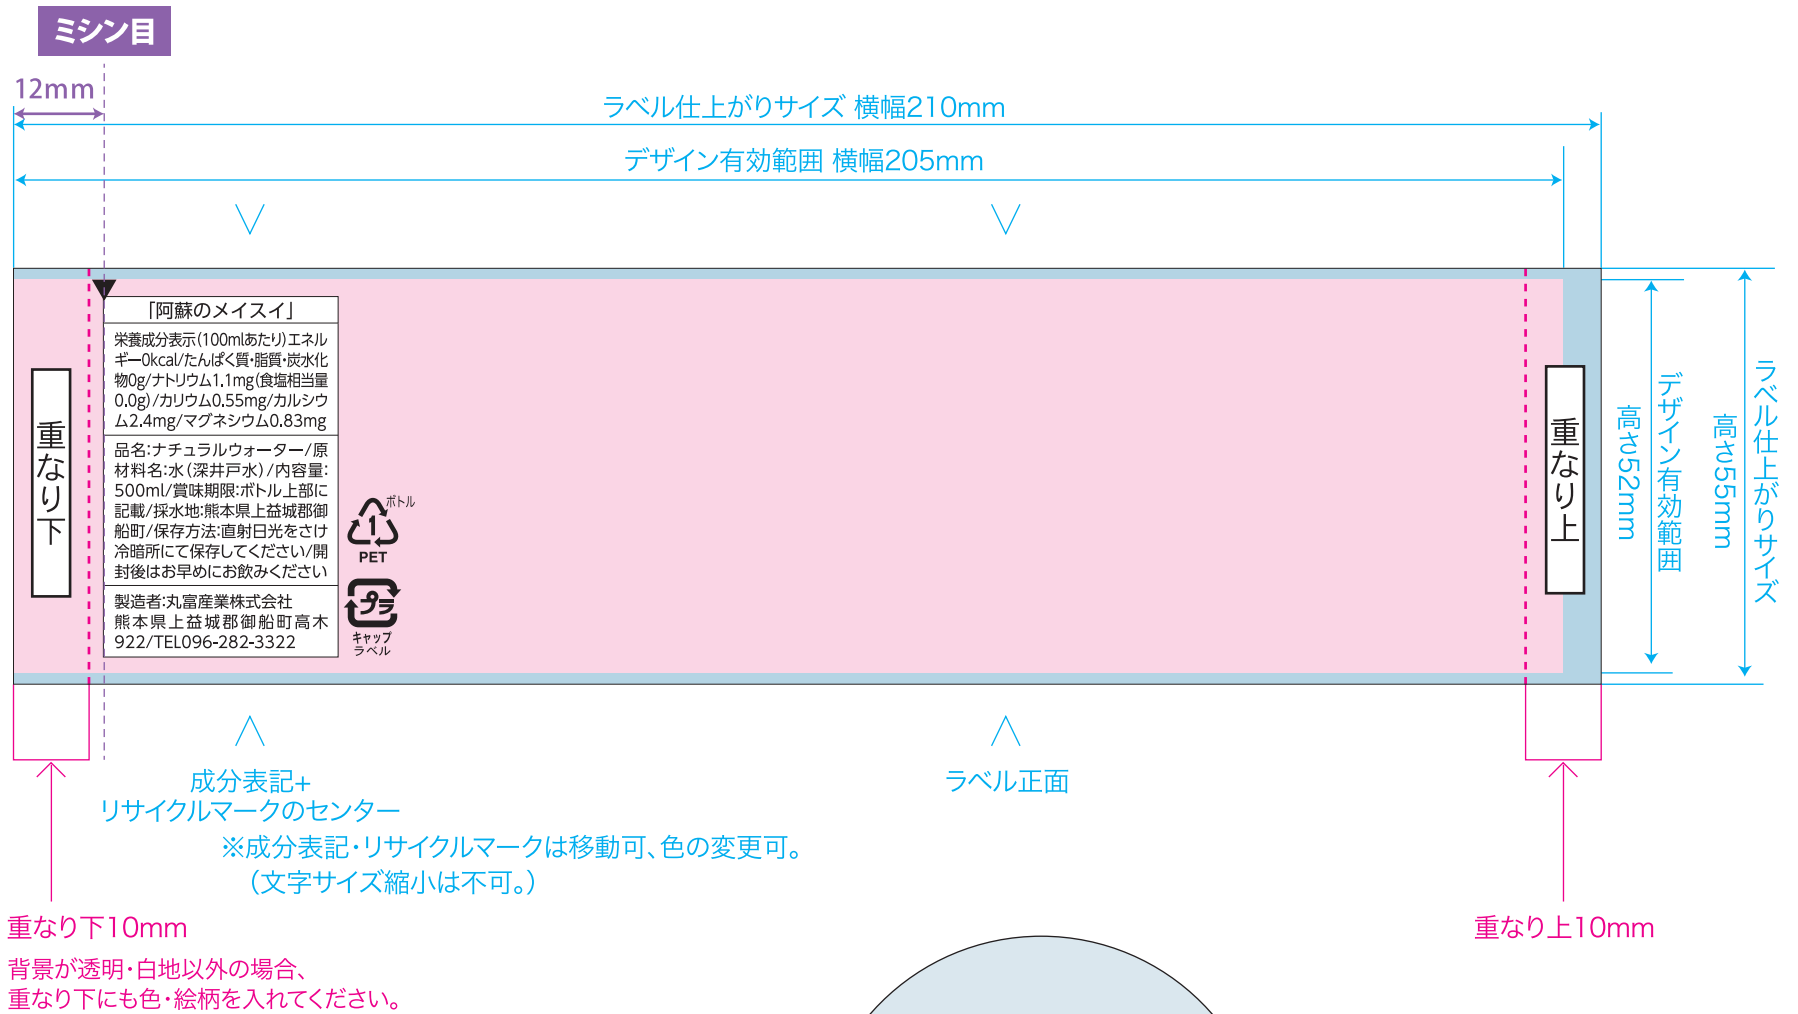 ミシン目
12mm
ラベル仕上がりサイズ 横幅210mm
デザイン有効範囲 横幅205mm
「阿蘇のメイスイ」
栄養成分表示(100mlあたり)エネル
ギー0kcal/たんぱく質・脂質・炭水化
物0g/ナトリウム1.1mg(食塩相当量
0.0g)/カリウム0.55mg/カルシウ
ム2.4mg/マグネシウム0.83mg
品名:ナチュラルウォーター/原
材料名:水(深井戸水)/内容量:
500ml/賞味期限:ボトル上部に
記載/採水地:熊本県上益城郡御
船町/保存方法:直射日光をさけ
冷暗所にて保存してください/開
封後はお早めにお飲みください
製造者:丸富産業株式会社
熊本県上益城郡御船町高木
922/TEL096-282-3322
重なり下
ボトル
1
PET
プラ
キャップ
ラベル
重なり上
デザイン有効範囲
高さ52mm
ラベル仕上がりサイズ
高さ55mm
成分表記+
リサイクルマークのセンター
ラベル正面
※成分表記・リサイクルマークは移動可、色の変更可。
(文字サイズ縮小は不可。)
重なり下10mm
背景が透明・白地以外の場合、
重なり下にも色・絵柄を入れてください。
重なり上10mm